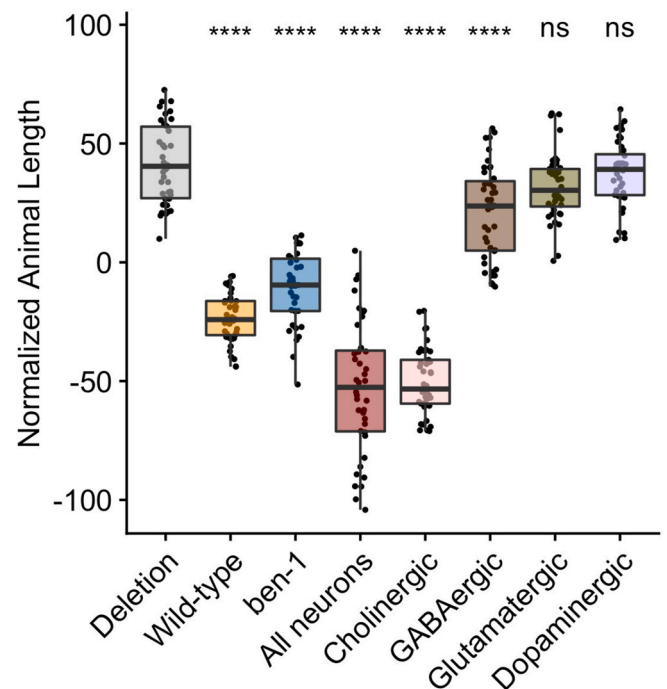 100
**** **** **** **** **** ns ns
50
0
-50
-100
Normalized Animal Length
Deletion
Wild-type
ben-1
All neurons
Cholinergic
GABAergic
Glutamatergic
Dopaminergic